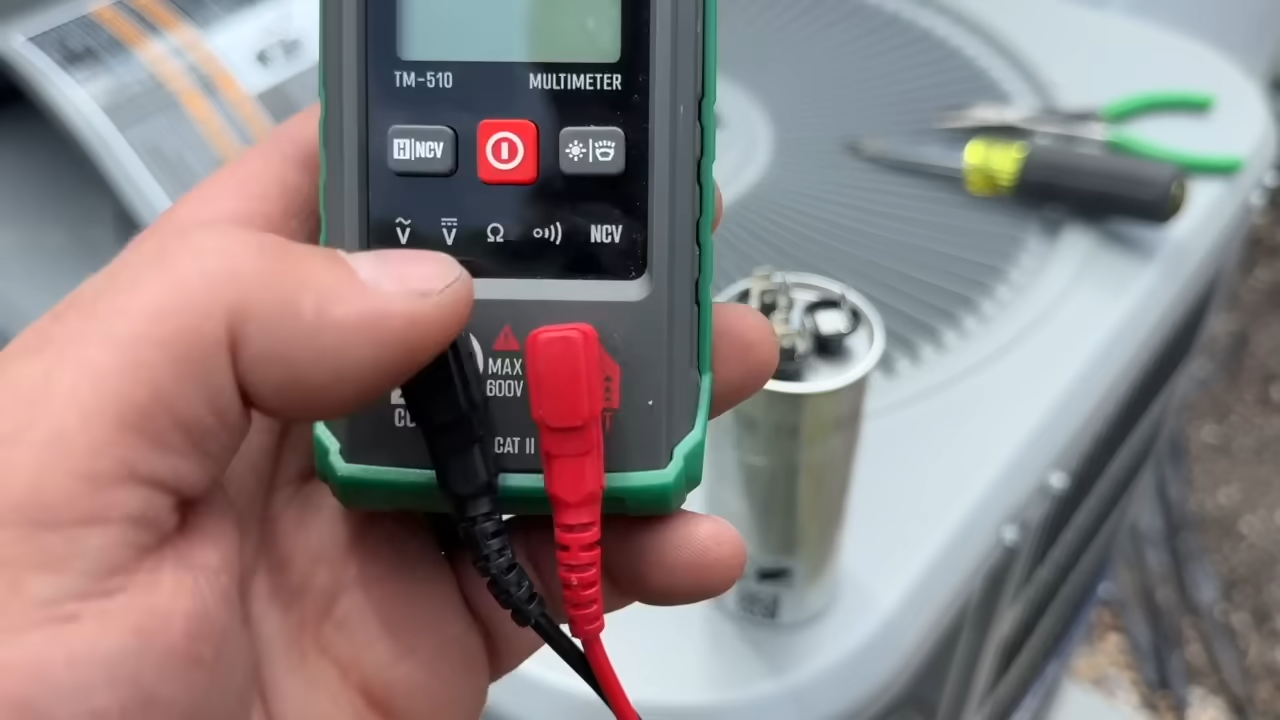 TM-510 MULTIMETER
H|NCV
Ṽ V Ω NCV
MAX
600V
CAT II